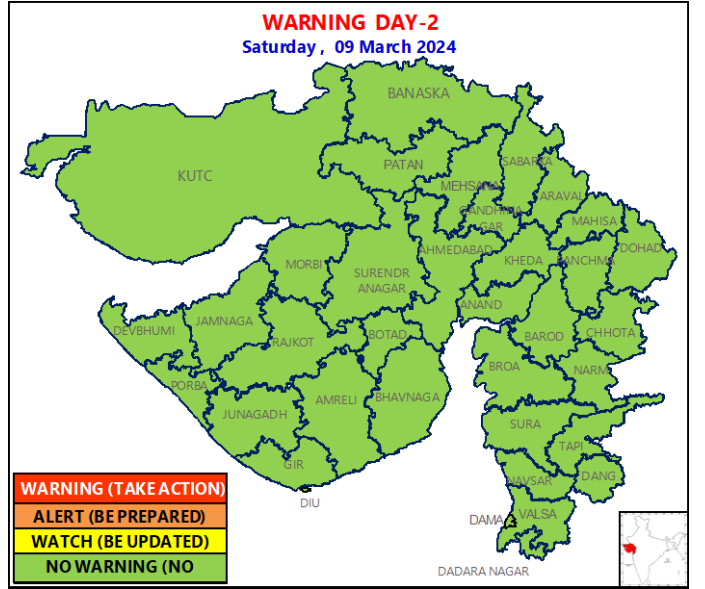 WARNING DAY-2
Saturday , 09 March 2024
BANASKA
KUTC
PATAN
SABARKA
MEHSANA
ARAVAL
GANDHINA
GAR
MAHISA
AHMEDABAD
DOHAD
KHEDA
PANCHMA
MORBI
SURENDR
ANAGAR
ANAND
JAMNAGA
DEVBHUMI
RAJKOT
BOTAD
BAROD
CHHOTA
BROA
NARM
PORBA
AMRELI
BHAVNAGA
JUNAGADH
SURA
TAPI
GIR
NAVSAR
DANG
DIU
DAMA
VALSA
DADARA NAGAR
WARNING (TAKE ACTION)
ALERT (BE PREPARED)
WATCH (BE UPDATED)
NO WARNING (NO